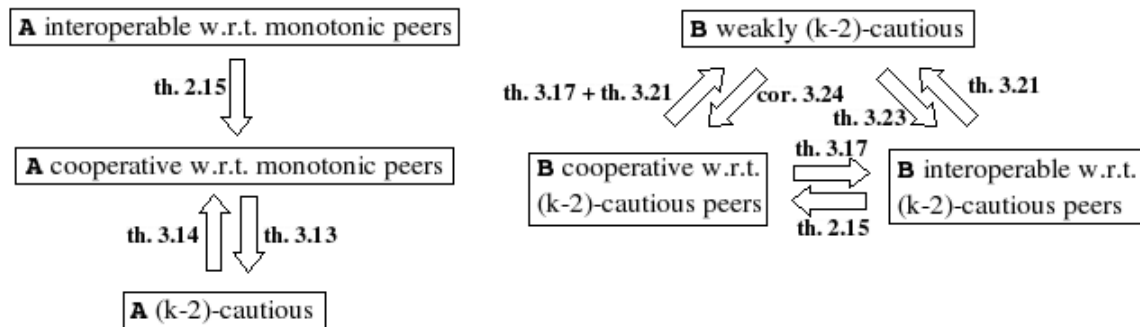 A interoperable w.r.t. monotonic peers
th. 2.15
A cooperative w.r.t. monotonic peers
th. 3.14
th. 3.13
A (k-2)-cautious
B weakly (k-2)-cautious
th. 3.17 + th. 3.21
cor. 3.24
th. 3.23
th. 3.21
B cooperative w.r.t.
(k-2)-cautious peers
th. 3.17
th. 2.15
B interoperable w.r.t.
(k-2)-cautious peers